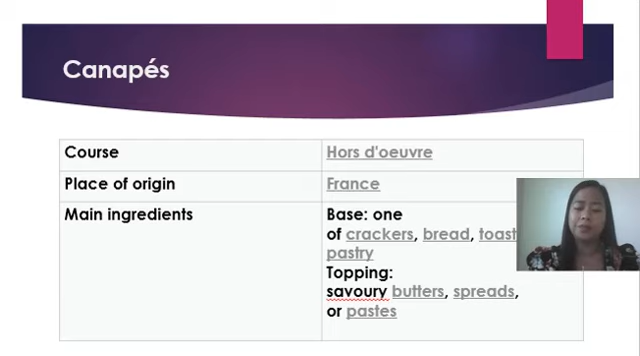 Canapés
Course
Hors d'oeuvre
Place of origin
France
Main ingredients
Base: one
of crackers, bread, toast
pastry
Topping:
savoury butters, spreads,
or pastes